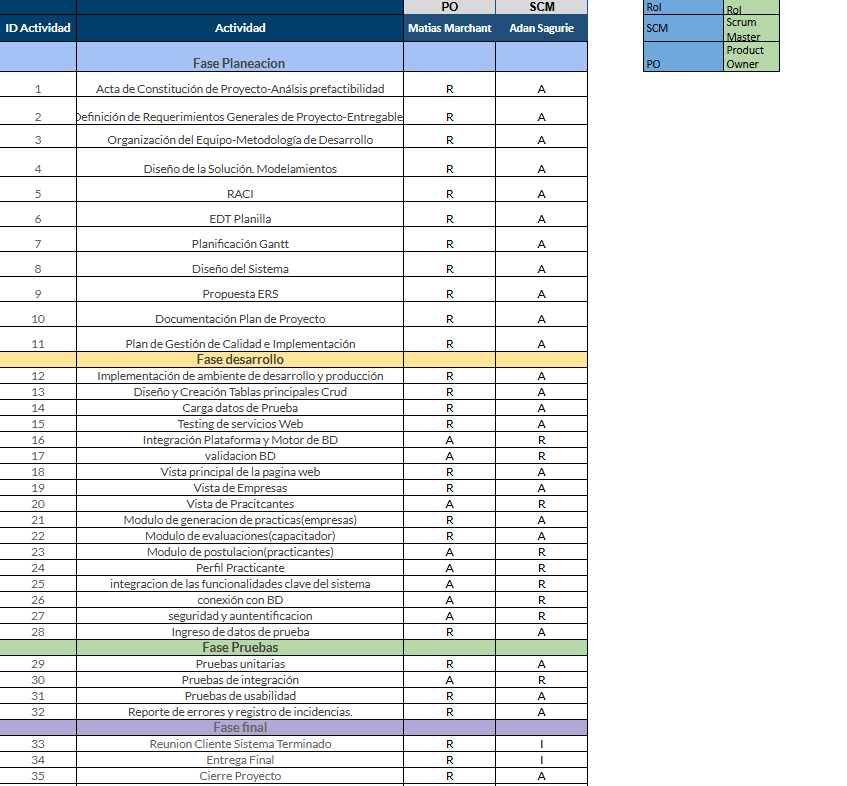 PO SCM
ID Actividad Actividad Matias Marchant Adan Sagurie
Fase Planeacion
1 Acta de Constitución de Proyecto-Análsis prefactibilidad R A
2 Definición de Requerimientos Generales de Proyecto-Entregable R A
3 Organización del Equipo-Metodología de Desarrollo R A
4 Diseño de la Solución. Modelamientos R A
5 RACI R A
6 EDT Planilla R A
7 Planificación Gantt R A
8 Diseño del Sistema R A
9 Propuesta ERS R A
10 Documentación Plan de Proyecto R A
11 Plan de Gestión de Calidad e Implementación R A
Fase desarrollo
12 Implementación de ambiente de desarrollo y producción R A
13 Diseño y Creación Tablas principales Crud R A
14 Carga datos de Prueba R A
15 Testing de servicios Web R A
16 Integración Plataforma y Motor de BD A R
17 validacion BD A R
18 Vista principal de la pagina web R A
19 Vista de Empresas R A
20 Vista de Pracitcantes A R
21 Modulo de generacion de practicas(empresas) R A
22 Modulo de evaluaciones(capacitador) R A
23 Modulo de postulacion(practicantes) A R
24 Perfil Practicante A R
25 integracion de las funcionalidades clave del sistema A R
26 conexión con BD A R
27 seguridad y auntentificacion A R
28 Ingreso de datos de prueba R A
Fase Pruebas
29 Pruebas unitarias R A
30 Pruebas de integración A R
31 Pruebas de usabilidad R A
32 Reporte de errores y registro de incidencias. R A
Fase final
33 Reunion Cliente Sistema Terminado R I
34 Entrega Final R I
35 Cierre Proyecto R A
Rol Rol
SCM Scrum
Master
Product
PO Owner